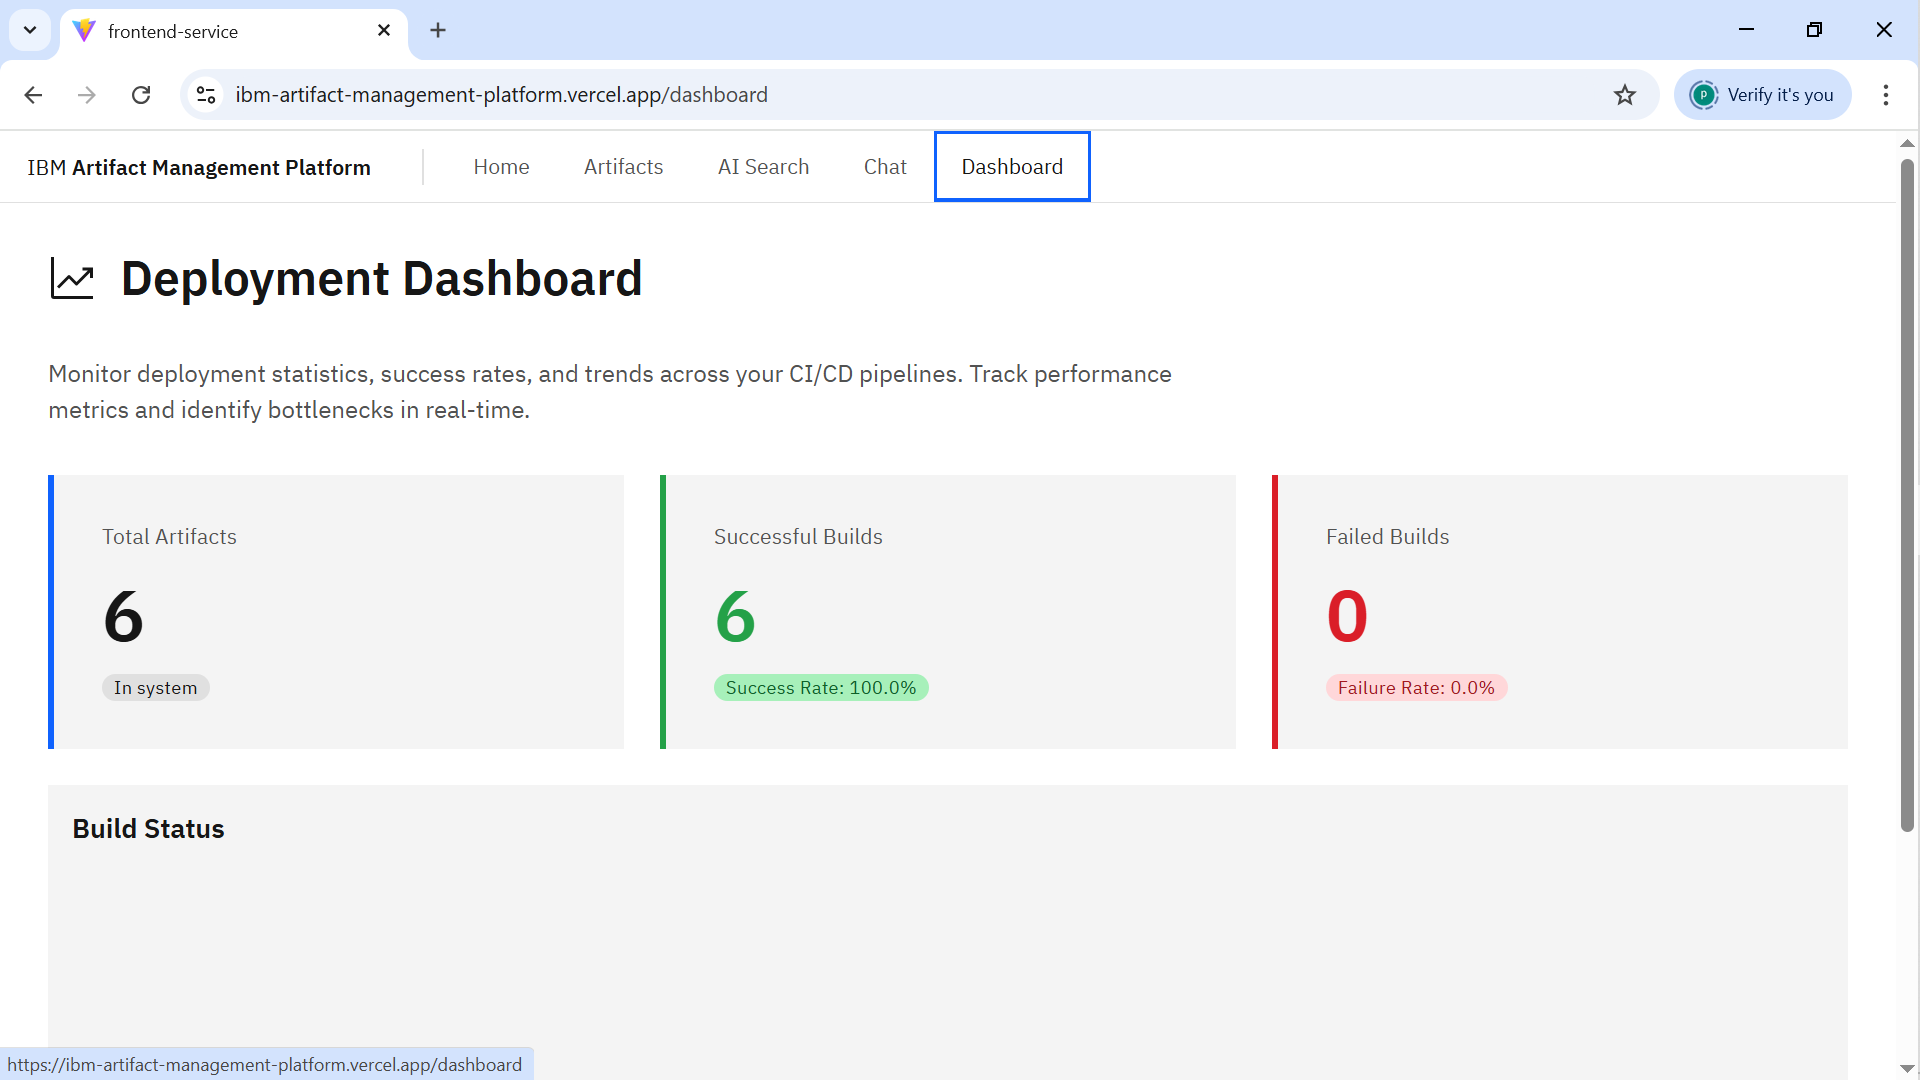 frontend-service
ibm-artifact-management-platform.vercel.app/dashboard
P Verify it's you
IBM Artifact Management Platform
Home Artifacts AI Search Chat Dashboard
Deployment Dashboard
Monitor deployment statistics, success rates, and trends across your CI/CD pipelines. Track performance
metrics and identify bottlenecks in real-time.
Total Artifacts
6
In system
Successful Builds
6
Success Rate: 100.0%
Failed Builds
0
Failure Rate: 0.0%
Build Status
https://ibm-artifact-management-platform.vercel.app/dashboard